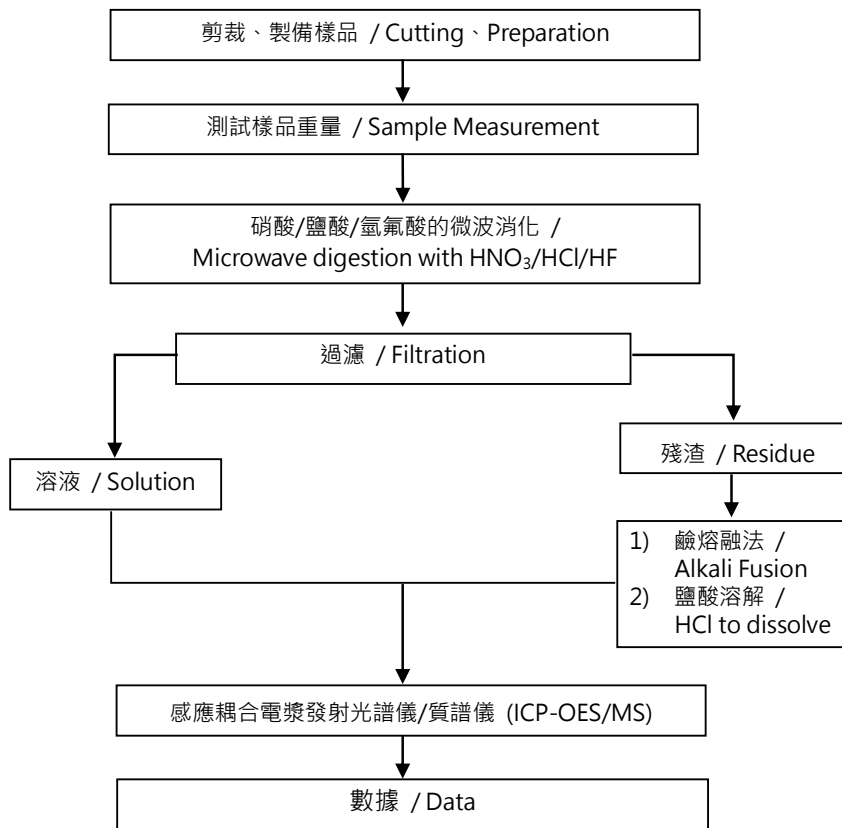 剪裁、製備樣品 / Cutting、Preparation
測試樣品重量 / Sample Measurement
硝酸/鹽酸/氫氟酸的微波消化 /
Microwave digestion with HNO₃/HCl/HF
過濾 / Filtration
溶液 / Solution
殘渣 / Residue
1) 鹼熔融法 /
Alkali Fusion
2) 鹽酸溶解 /
HCl to dissolve
感應耦合電漿發射光譜儀/質譜儀 (ICP-OES/MS)
數據 / Data